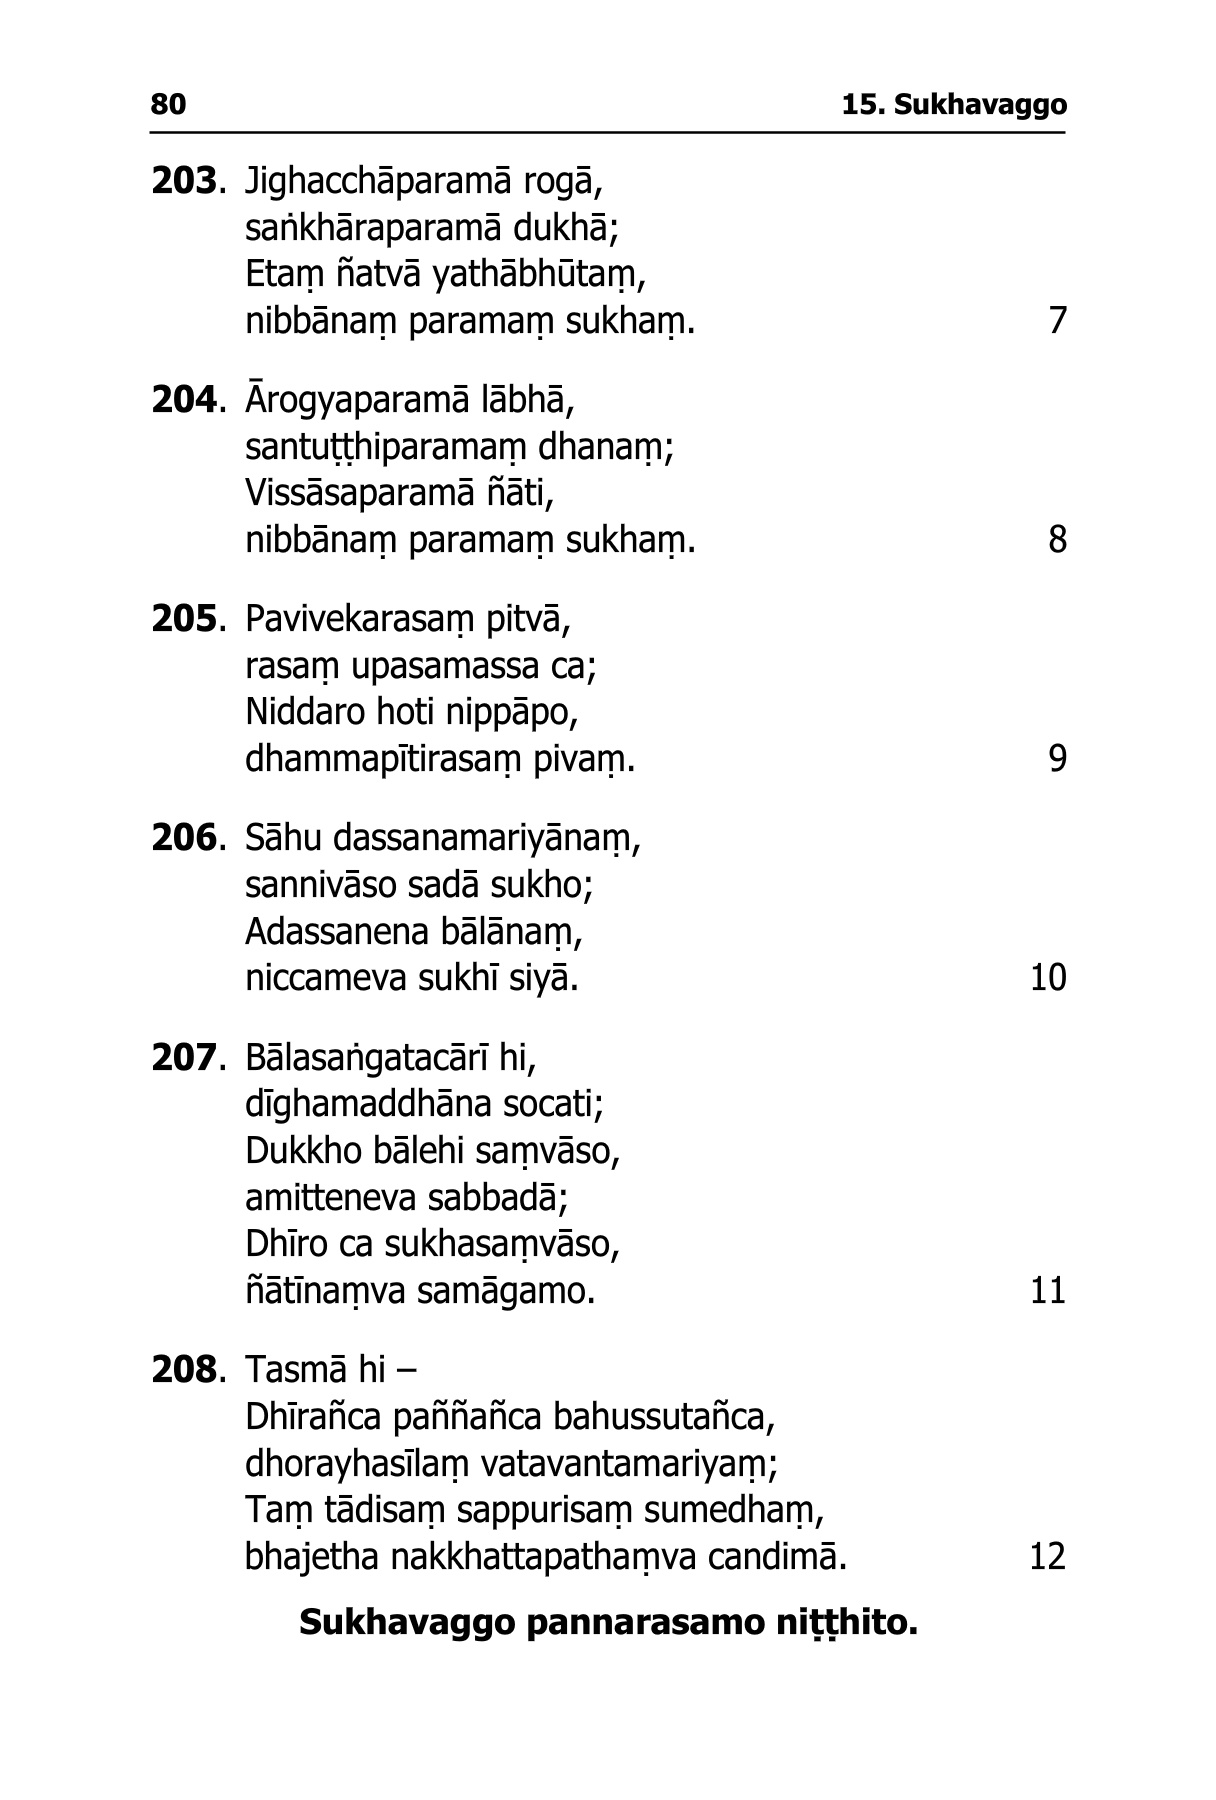 80 15. Sukhavaggo
203. Jighacchāparamā rogā,
saṅkhāraparamā dukhā;
Etaṃ ñatvā yathābhūtaṃ,
nibbānaṃ paramaṃ sukhaṃ. 7
204. Ārogyaparamā lābhā,
santuṭṭhiparamaṃ dhanaṃ;
Vissāsaparamā ñāti,
nibbānaṃ paramaṃ sukhaṃ. 8
205. Pavivekarasaṃ pitvā,
rasaṃ upasamassa ca;
Niddaro hoti nippāpo,
dhammapītirasaṃ pivaṃ. 9
206. Sāhu dassanamariyānaṃ,
sannivāso sadā sukho;
Adassanena bālānaṃ,
niccameva sukhī siyā. 10
207. Bālasaṅgatacārī hi,
dīghamaddhāna socati;
Dukkho bālehi saṃvāso,
amitteneva sabbadā;
Dhīro ca sukhasaṃvāso,
ñātīnaṃva samāgamo. 11
208. Tasmā hi –
Dhīrañca paññañca bahussutañca,
dhorayhasīlaṃ vatavantamariyaṃ;
Taṃ tādisaṃ sappurisaṃ sumedhaṃ,
bhajetha nakkhattapathaṃva candimā. 12
Sukhavaggo pannarasamo niṭṭhito.